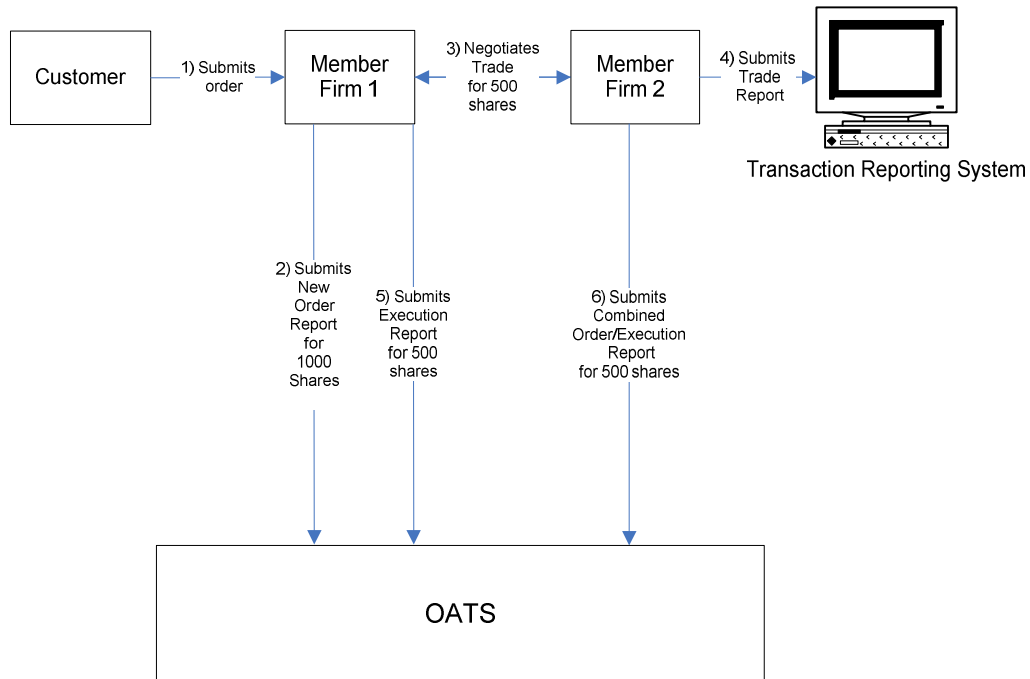 Customer
1) Submits
order
Member
Firm 1
3) Negotiates
Trade
for 500
shares
Member
Firm 2
4) Submits
Trade
Report
Transaction Reporting System
2) Submits
New
Order
Report
for
1000
Shares
5) Submits
Execution
Report
for 500
shares
6) Submits
Combined
Order/Execution
Report
for 500 shares
OATS